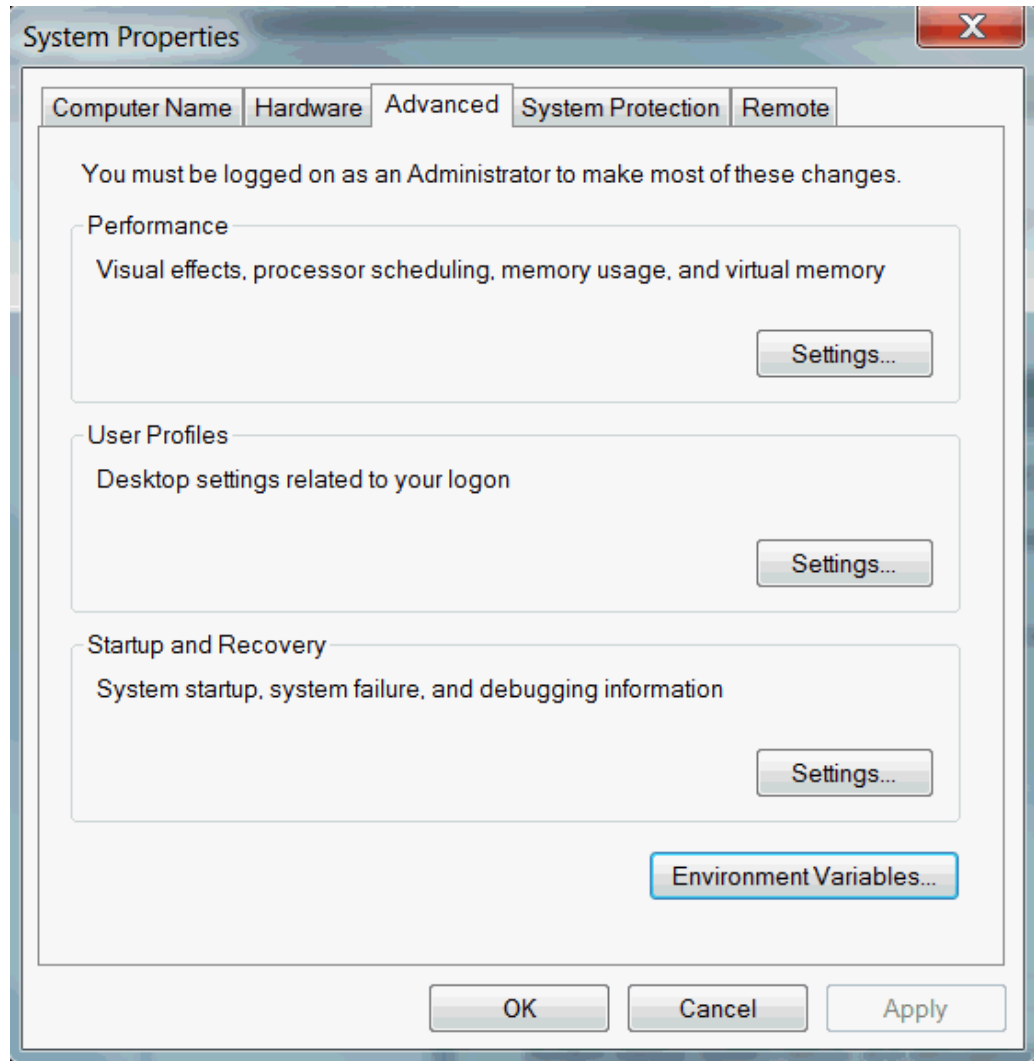 System Properties
X
Computer Name Hardware Advanced System Protection Remote
You must be logged on as an Administrator to make most of these changes.
Performance
Visual effects, processor scheduling, memory usage, and virtual memory
Settings...
User Profiles
Desktop settings related to your logon
Settings...
Startup and Recovery
System startup, system failure, and debugging information
Settings...
Environment Variables...
OK Cancel Apply